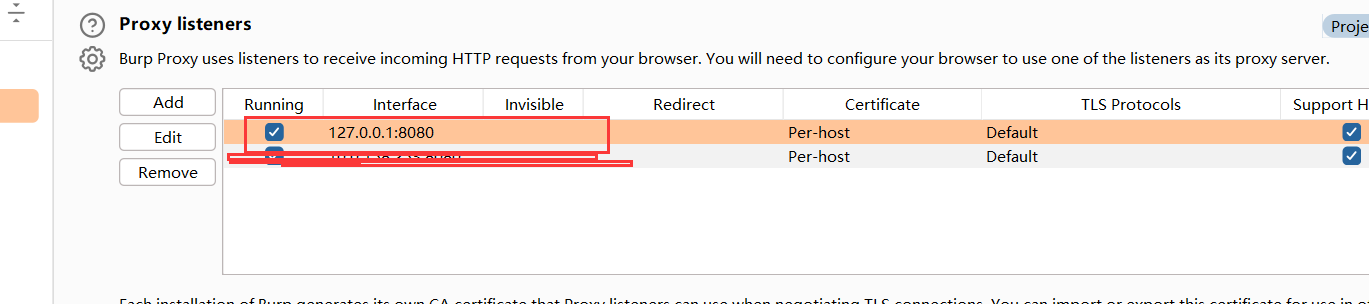 Proxy listeners
Proje
Burp Proxy uses listeners to receive incoming HTTP requests from your browser. You will need to configure your browser to use one of the listeners as its proxy server.
Add
Edit
Remove
Running Interface Invisible Redirect Certificate TLS Protocols Support H
127.0.0.1:8080 Per-host Default
Per-host Default
Each installation of Burp generates its own CA certificate that Proxy listeners can use when negotiating TLS connections. You can import or export this certificate for use in